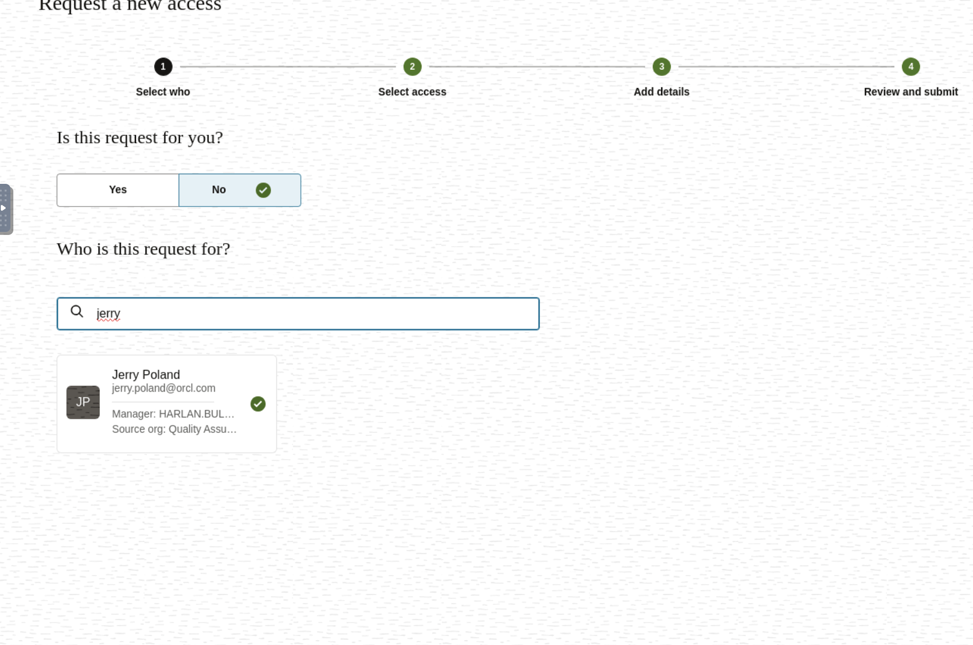 Request a new access
1
2
3
4
Select who
Select access
Add details
Review and submit
Is this request for you?
Yes
No
Who is this request for?
jerry
JP
Jerry Poland
jerry.poland@orcl.com
Manager: HARLAN.BUL...
Source org: Quality Assu...